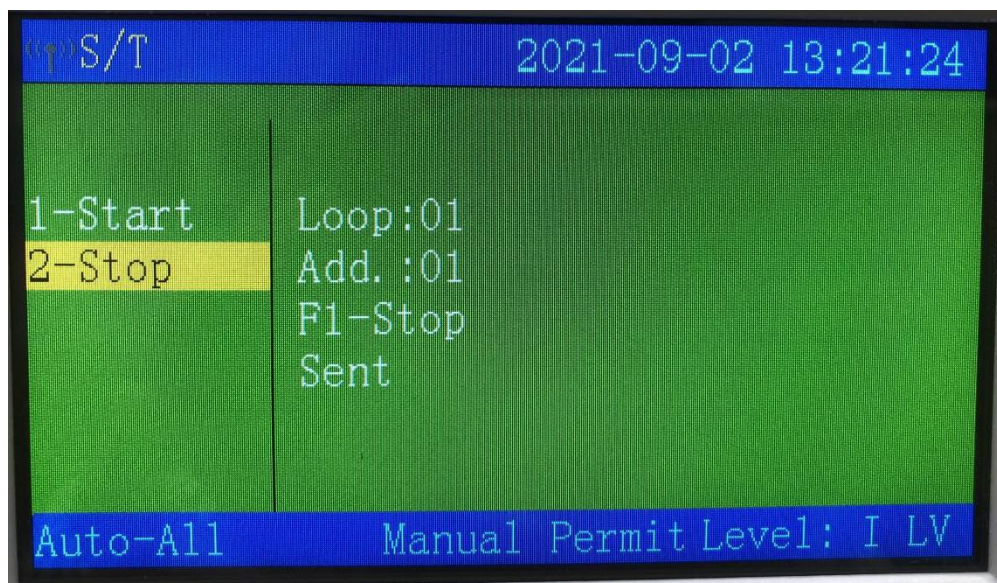 S/T 2021-09-02 13:21:24
1-Start
2-Stop
Loop:01
Add.:01
F1-Stop
Sent
Auto-All Manual Permit Level: I LV